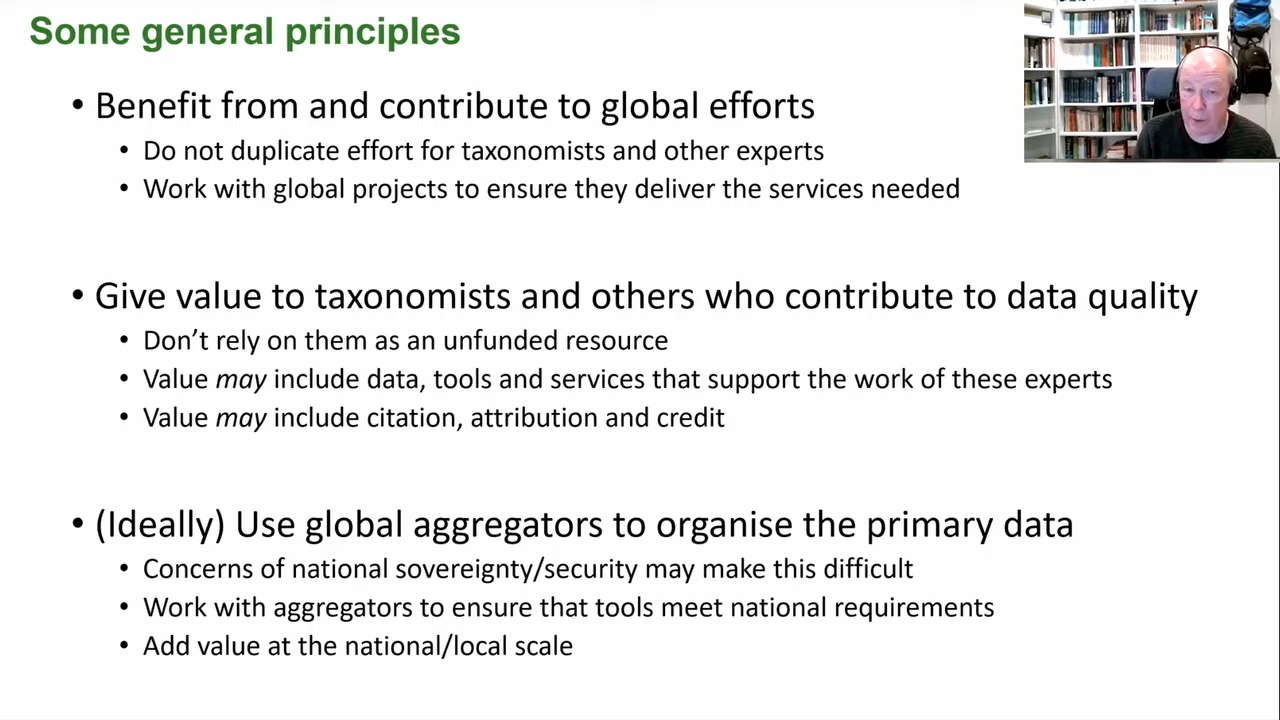 Some general principles
• Benefit from and contribute to global efforts
• Do not duplicate effort for taxonomists and other experts
• Work with global projects to ensure they deliver the services needed
• Give value to taxonomists and others who contribute to data quality
• Don’t rely on them as an unfunded resource
• Value may include data, tools and services that support the work of these experts
• Value may include citation, attribution and credit
• (Ideally) Use global aggregators to organise the primary data
• Concerns of national sovereignty/security may make this difficult
• Work with aggregators to ensure that tools meet national requirements
• Add value at the national/local scale